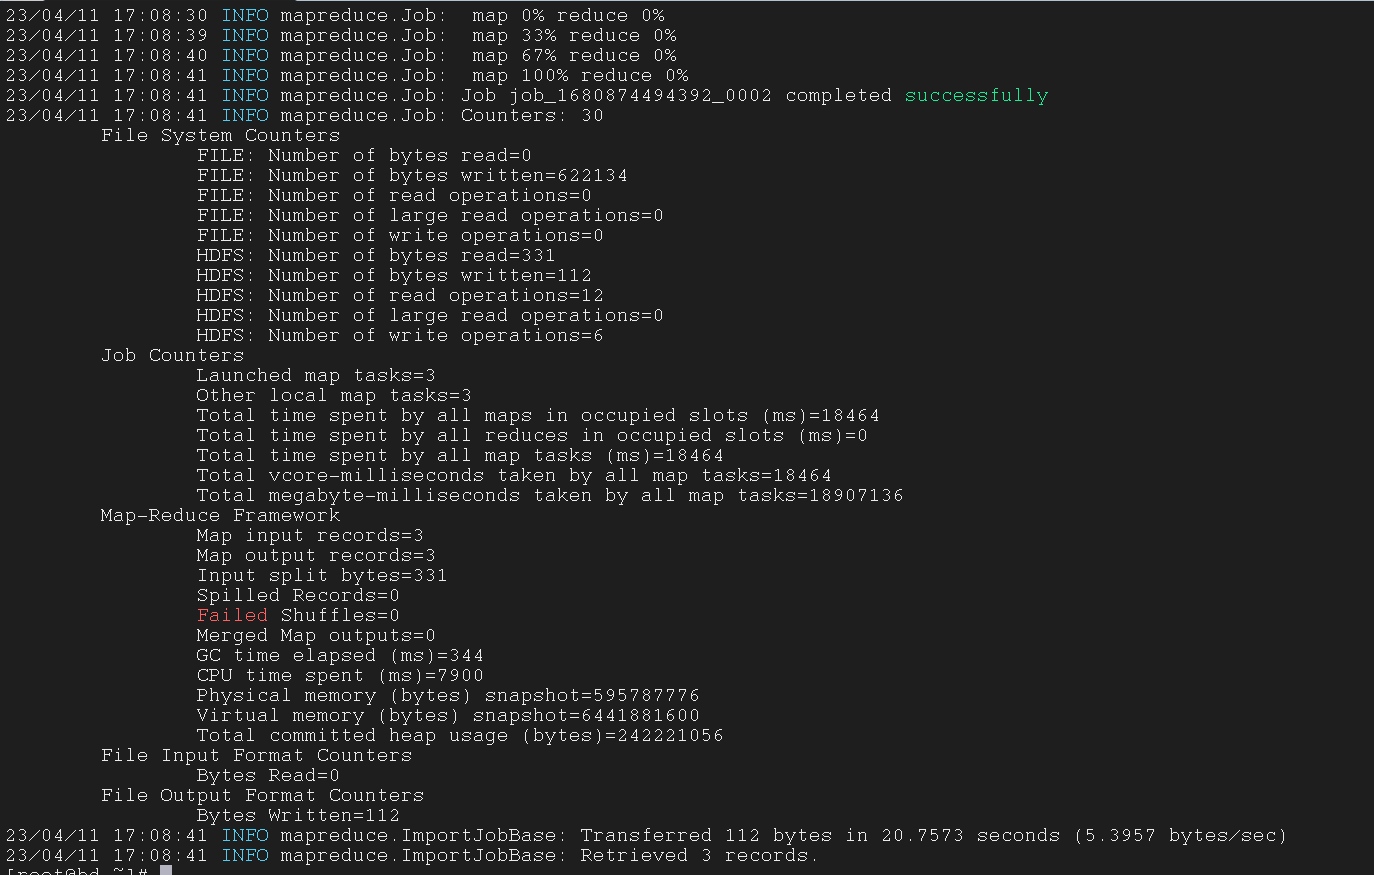 23/04/11 17:08:30 INFO mapreduce.Job:  map 0% reduce 0%
23/04/11 17:08:39 INFO mapreduce.Job:  map 33% reduce 0%
23/04/11 17:08:40 INFO mapreduce.Job:  map 67% reduce 0%
23/04/11 17:08:41 INFO mapreduce.Job:  map 100% reduce 0%
23/04/11 17:08:41 INFO mapreduce.Job: Job job_1680874494392_0002 completed successfully
23/04/11 17:08:41 INFO mapreduce.Job: Counters: 30
File System Counters
FILE: Number of bytes read=0
FILE: Number of bytes written=622134
FILE: Number of read operations=0
FILE: Number of large read operations=0
FILE: Number of write operations=0
HDFS: Number of bytes read=331
HDFS: Number of bytes written=112
HDFS: Number of read operations=12
HDFS: Number of large read operations=0
HDFS: Number of write operations=6
Job Counters
Launched map tasks=3
Other local map tasks=3
Total time spent by all maps in occupied slots (ms)=18464
Total time spent by all reduces in occupied slots (ms)=0
Total time spent by all map tasks (ms)=18464
Total vcore-milliseconds taken by all map tasks=18464
Total megabyte-milliseconds taken by all map tasks=18907136
Map-Reduce Framework
Map input records=3
Map output records=3
Input split bytes=331
Spilled Records=0
Failed Shuffles=0
Merged Map outputs=0
GC time elapsed (ms)=344
CPU time spent (ms)=7900
Physical memory (bytes) snapshot=595787776
Virtual memory (bytes) snapshot=6441881600
Total committed heap usage (bytes)=242221056
File Input Format Counters
Bytes Read=0
File Output Format Counters
Bytes Written=112
23/04/11 17:08:41 INFO mapreduce.ImportJobBase: Transferred 112 bytes in 20.7573 seconds (5.3957 bytes/sec)
23/04/11 17:08:41 INFO mapreduce.ImportJobBase: Retrieved 3 records.
[root@bd ~]#